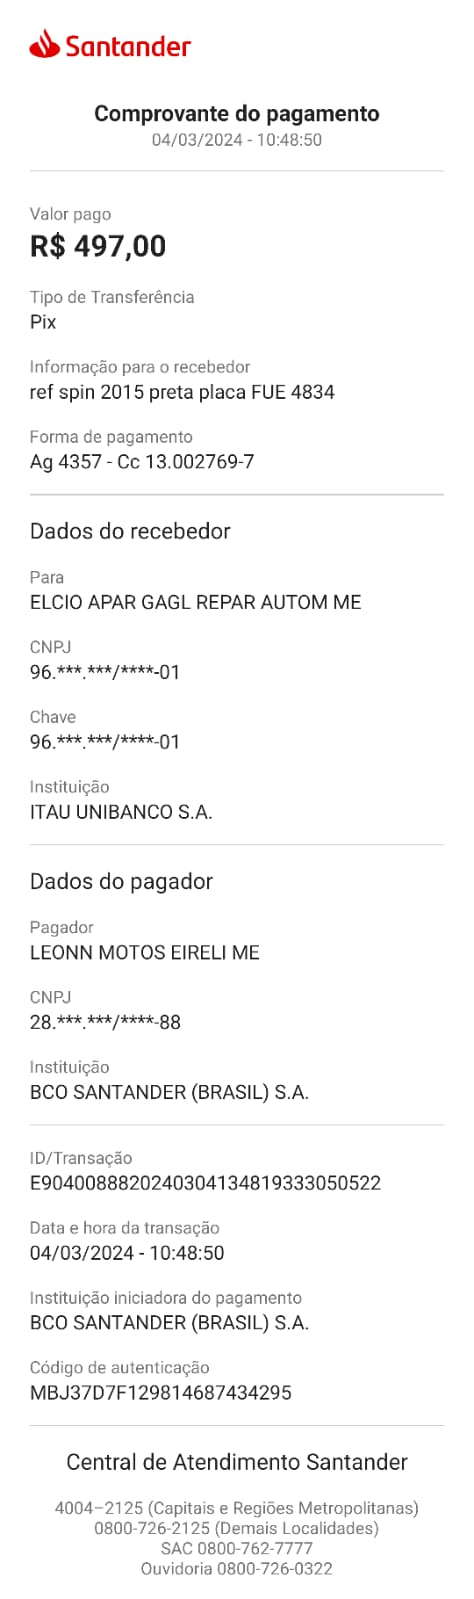 Santander
Comprovante do pagamento
04/03/2024 - 10:48:50
Valor pago
R$ 497,00
Tipo de Transferência
Pix
Informação para o recebedor
ref spin 2015 preta placa FUE 4834
Forma de pagamento
Ag 4357 - Cc 13.002769-7
Dados do recebedor
Para
ELCIO APAR GAGL REPAR AUTOM ME
CNPJ
96.***.***/****-01
Chave
96.***.***/****-01
Instituição
ITAU UNIBANCO S.A.
Dados do pagador
Pagador
LEONN MOTOS EIRELI ME
CNPJ
28.***.***/****-88
Instituição
BCO SANTANDER (BRASIL) S.A.
ID/Transação
E9040088820240304134819333050522
Data e hora da transação
04/03/2024 - 10:48:50
Instituição iniciadora do pagamento
BCO SANTANDER (BRASIL) S.A.
Código de autenticação
MBJ37D7F129814687434295
Central de Atendimento Santander
4004–2125 (Capitais e Regiões Metropolitanas)
0800-726-2125 (Demais Localidades)
SAC 0800-762-7777
Ouvidoria 0800-726-0322